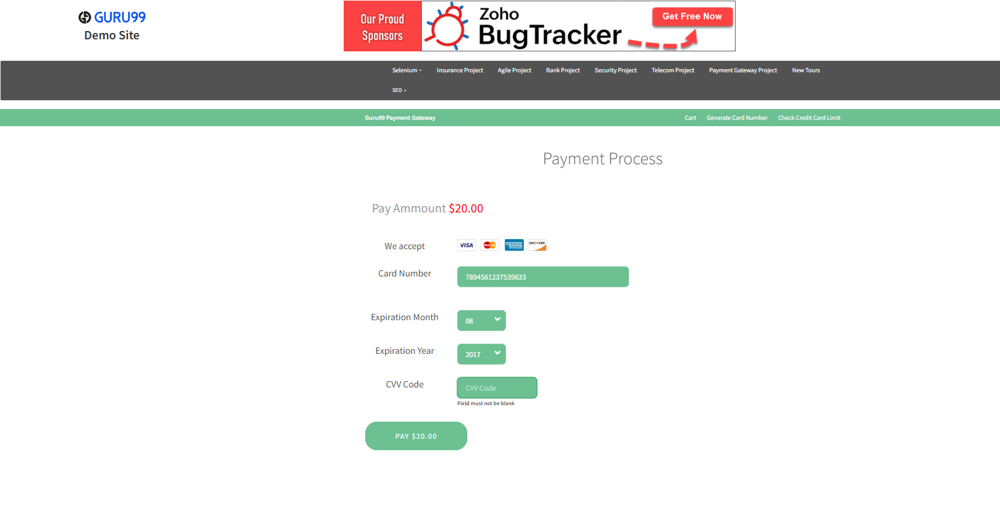 GURU99
Demo Site
Our Proud
Sponsors
Zoho
BugTracker
Get Free Now
Selenium Insurance Project Agile Project Bank Project Security Project Telecom Project Payment Gateway Project New Tours
SEO
Guru99 Payment Gateway Cart Generate Card Number Check Credit Card Limit
Payment Process
Pay Ammount $20.00
We accept VISA MasterCard AMERICAN EXPRESS DISCOVER
Card Number 7894561237539633
Expiration Month 08
Expiration Year 2017
CVV Code CVV Code
Field must not be blank
PAY $20.00